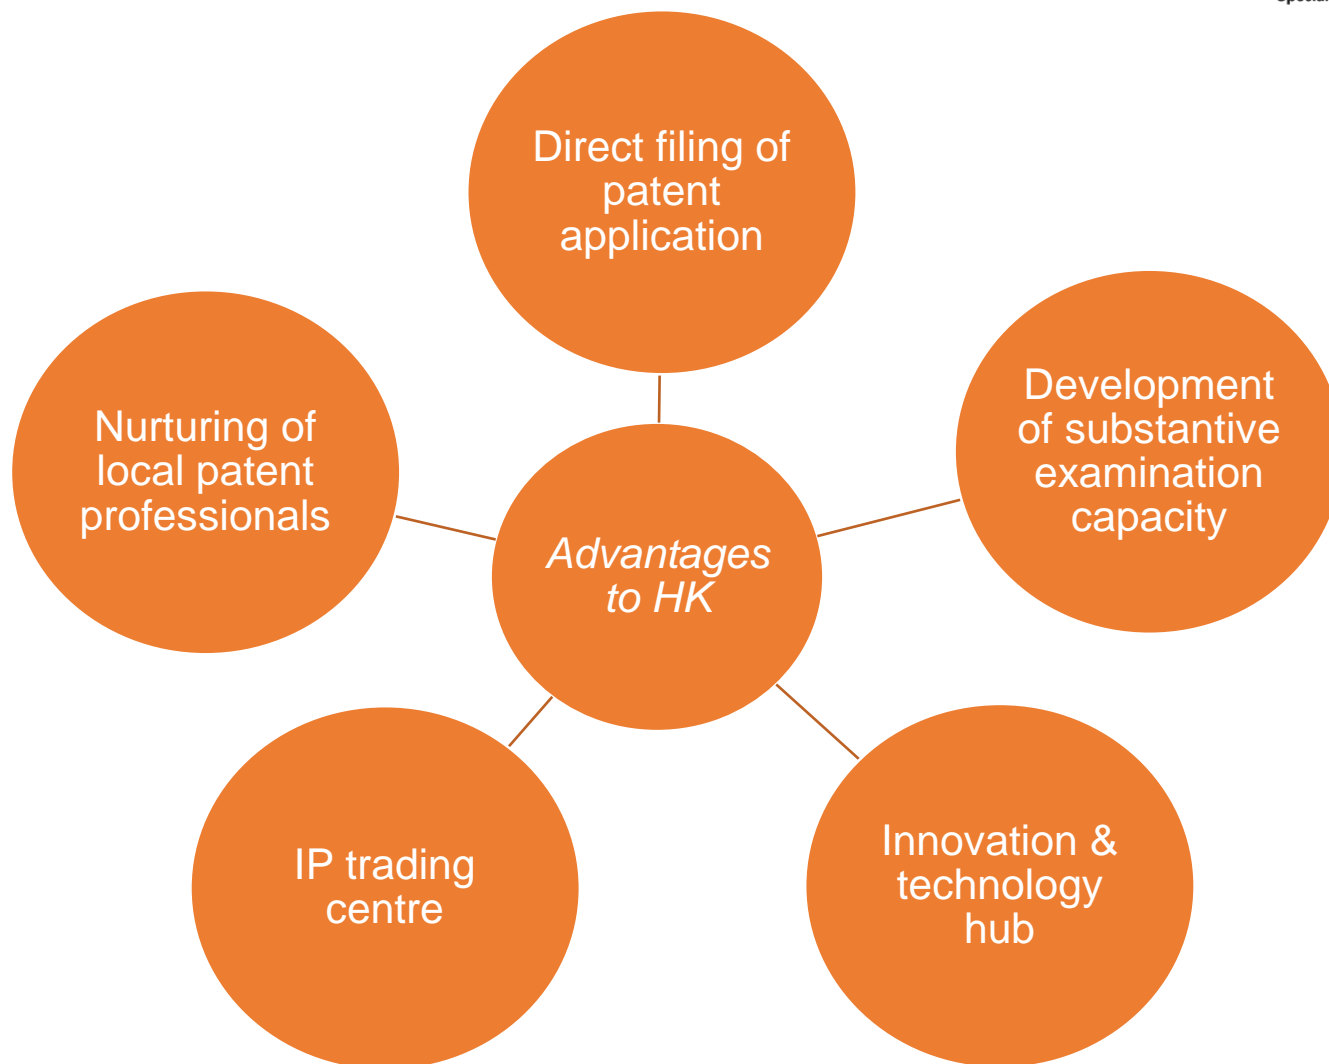 Direct filing of
patent
application
Development
of substantive
examination
capacity
Nurturing of
local patent
professionals
Advantages
to HK
IP trading
centre
Innovation &
technology
hub